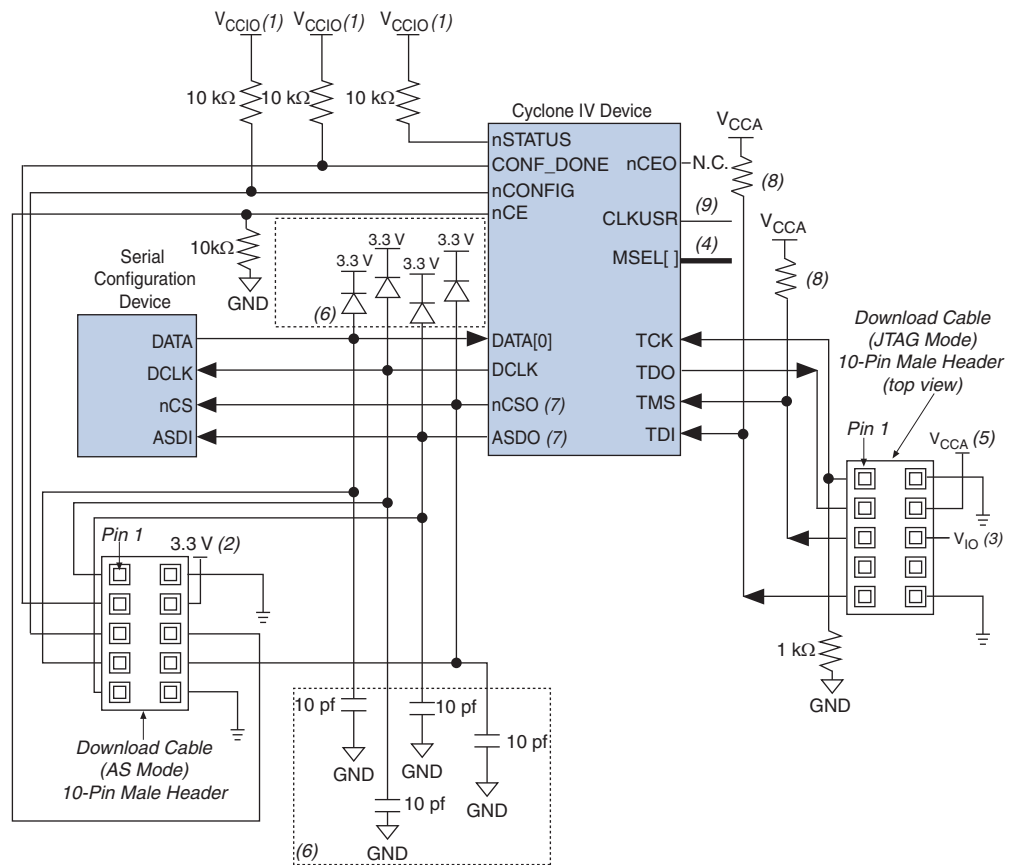 VCCIO (1)
VCCIO (1)
VCCIO (1)
10 kΩ
10 kΩ
10 kΩ
Cyclone IV Device
nSTATUS
CONF_DONE
nCONFIG
nCE
nCEO
N.C.
CLKUSR
(9)
MSEL[ ]
(4)
VCCA
(8)
VCCA
(8)
10kΩ
GND
3.3 V
3.3 V
3.3 V
3.3 V
(6)
Serial
Configuration
Device
DATA
DCLK
nCS
ASDI
DATA[0]
DCLK
nCSO (7)
ASDO (7)
TCK
TDO
TMS
TDI
Download Cable
(JTAG Mode)
10-Pin Male Header
(top view)
Pin 1
VCCA (5)
VIO (3)
1 kΩ
GND
Pin 1
3.3 V (2)
Download Cable
(AS Mode)
10-Pin Male Header
10 pf
GND
10 pf
GND
10 pf
GND
10 pf
GND
(6)